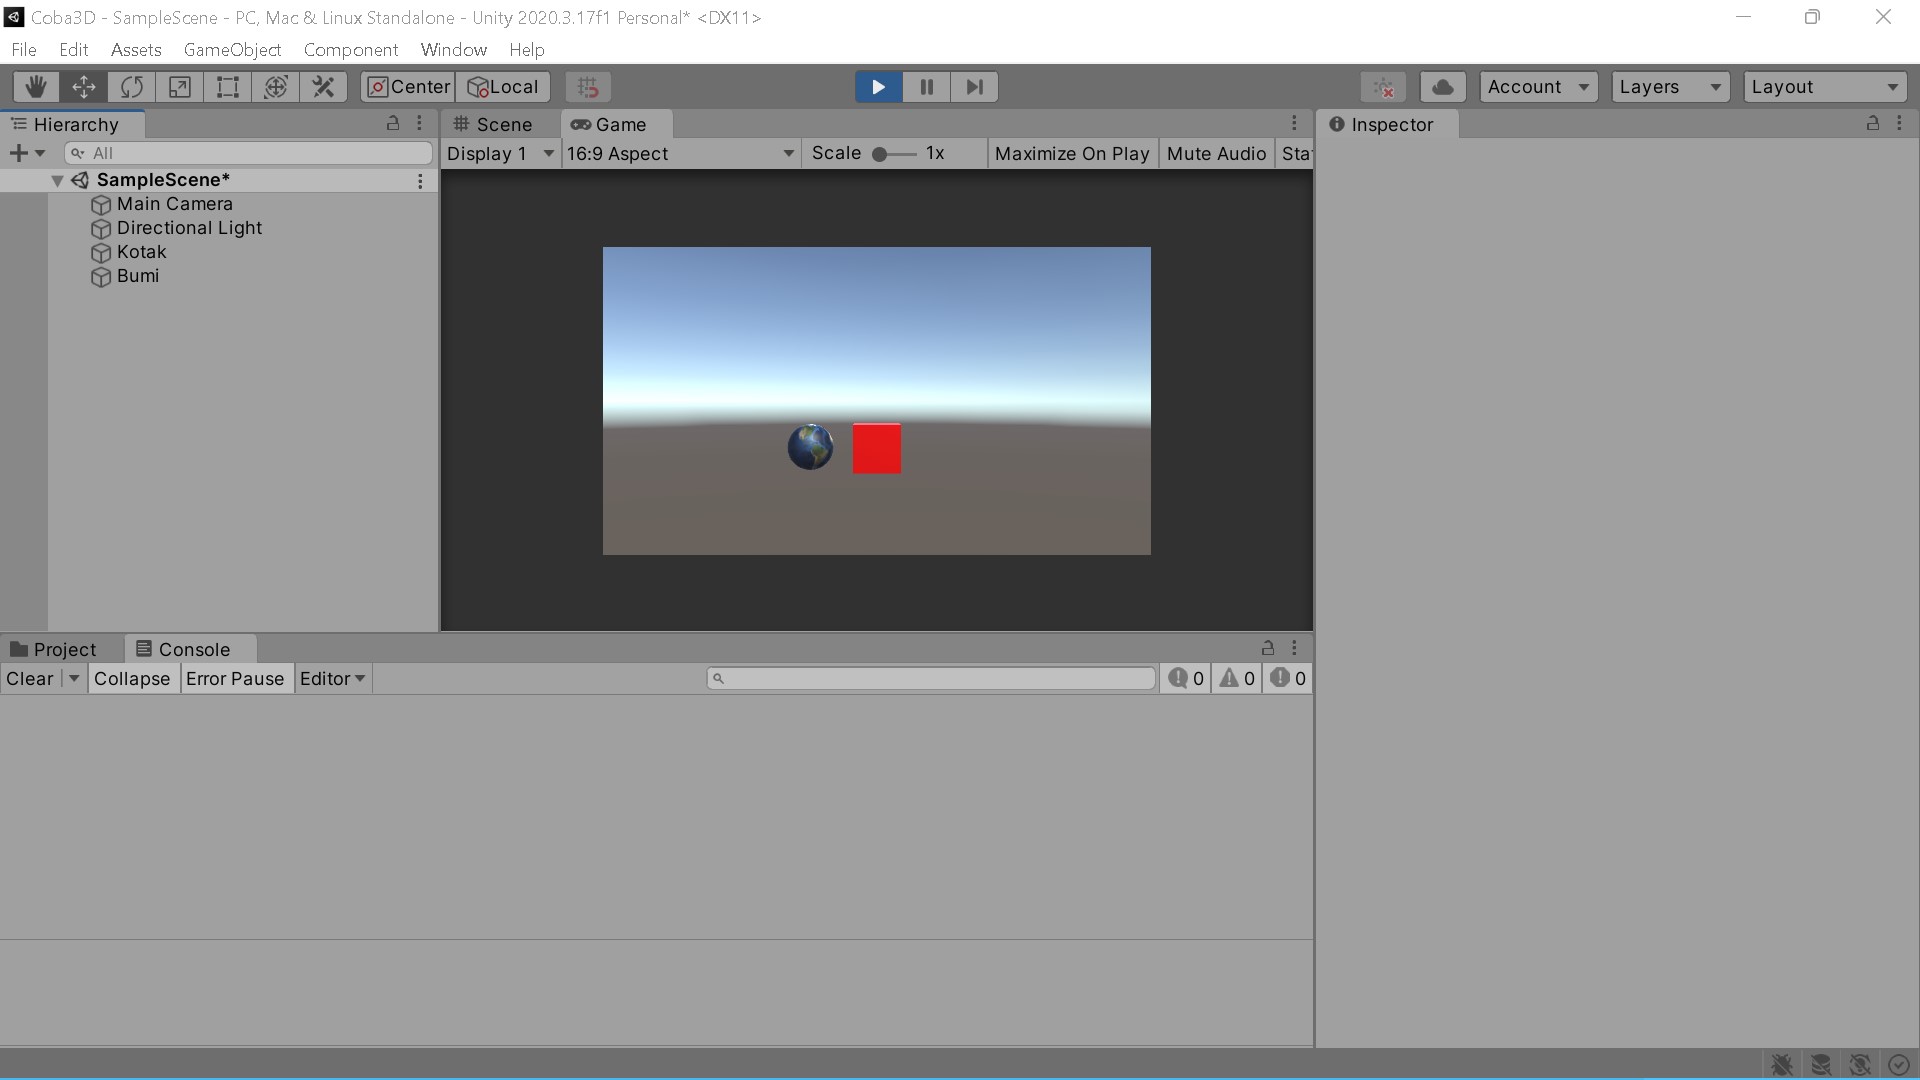 Coba3D - SampleScene - PC, Mac & Linux Standalone - Unity 2020.3.17f1 Personal* <DX11>
File Edit Assets GameObject Component Window Help
Center Local Account Layers Layout
Hierarchy
All
SampleScene*
Main Camera
Directional Light
Kotak
Bumi
Scene Game
Display 1 16:9 Aspect Scale 1x Maximize On Play Mute Audio Sta
Inspector
Project Console
Clear Collapse Error Pause Editor 0 0 0